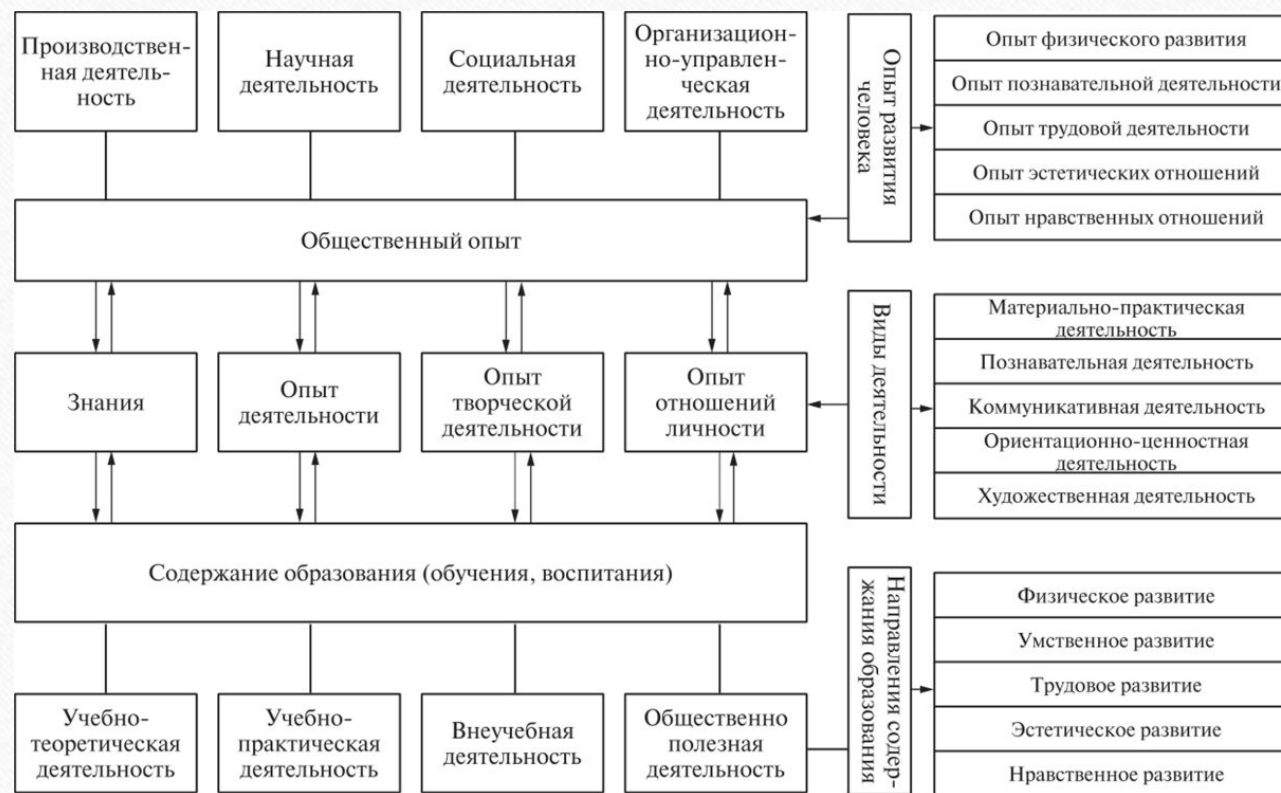 Производствен-
ная деятель-
ность
Научная
деятельность
Социальная
деятельность
Организацион-
но-управлен-
ческая
деятельность
Общественный опыт
Опыт развития
человека
Опыт физического развития
Опыт познавательной деятельности
Опыт трудовой деятельности
Опыт эстетических отношений
Опыт нравственных отношений
Знания
Опыт
деятельности
Опыт
творческой
деятельности
Опыт
отношений
личности
Виды деятельности
Материально-практическая
деятельность
Познавательная деятельность
Коммуникативная деятельность
Ориентационно-ценностная
деятельность
Художественная деятельность
Содержание образования (обучения, воспитания)
Учебно-
теоретическая
деятельность
Учебно-
практическая
деятельность
Внеучебная
деятельность
Общественно
полезная
деятельность
Направления содер-
жания образования
Физическое развитие
Умственное развитие
Трудовое развитие
Эстетическое развитие
Нравственное развитие